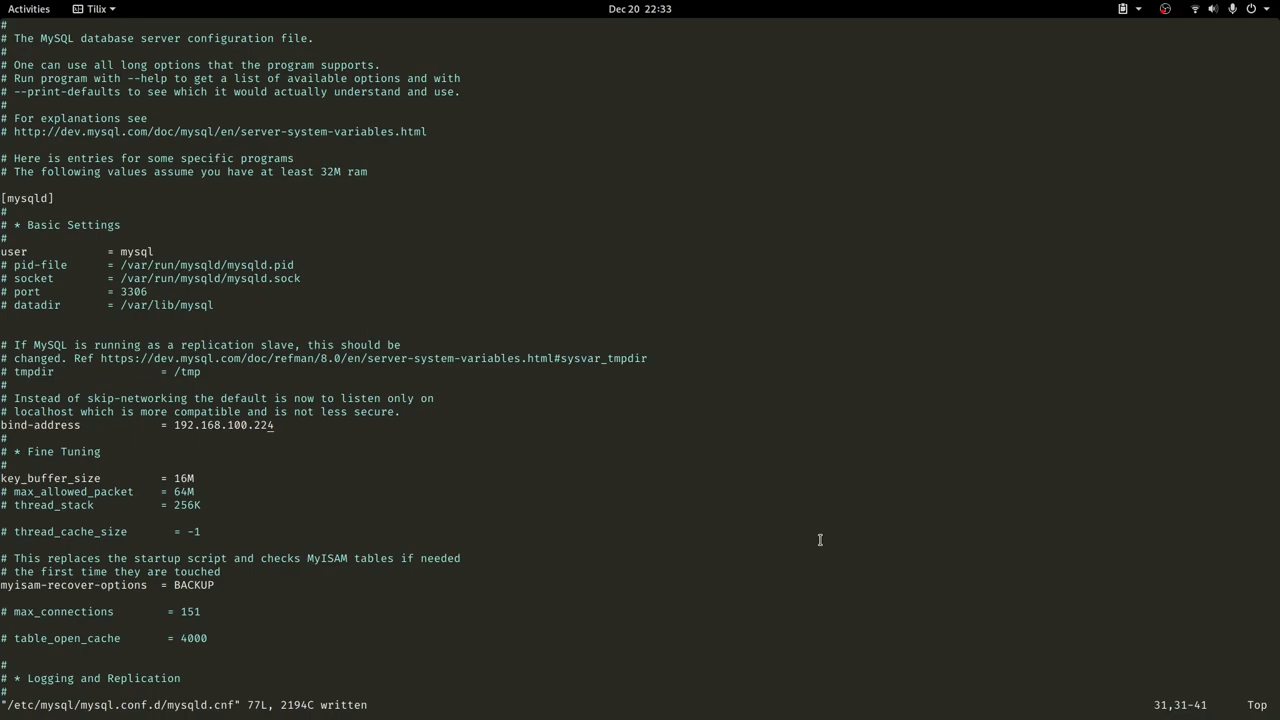 Activities Tilix Dec 20 22:33
#
# The MySQL database server configuration file.
#
# One can use all long options that the program supports.
# Run program with --help to get a list of available options and with
# --print-defaults to see which it would actually understand and use.
#
# For explanations see
# http://dev.mysql.com/doc/mysql/en/server-system-variables.html
# Here is entries for some specific programs
# The following values assume you have at least 32M ram
[mysqld]
#
# * Basic Settings
#
user = mysql
# pid-file = /var/run/mysqld/mysqld.pid
# socket = /var/run/mysqld/mysqld.sock
# port = 3306
# datadir = /var/lib/mysql
# If MySQL is running as a replication slave, this should be
# changed. Ref https://dev.mysql.com/doc/refman/8.0/en/server-system-variables.html#sysvar_tmpdir
# tmpdir = /tmp
#
# Instead of skip-networking the default is now to listen only on
# localhost which is more compatible and is not less secure.
bind-address = 192.168.100.224
#
# * Fine Tuning
#
key_buffer_size = 16M
# max_allowed_packet = 64M
# thread_stack = 256K
# thread_cache_size = -1
# This replaces the startup script and checks MyISAM tables if needed
# the first time they are touched
myisam-recover-options = BACKUP
# max_connections = 151
# table_open_cache = 4000
#
# * Logging and Replication
#
"/etc/mysql/mysql.conf.d/mysqld.cnf" 77L, 2194C written 31,31-41 Top